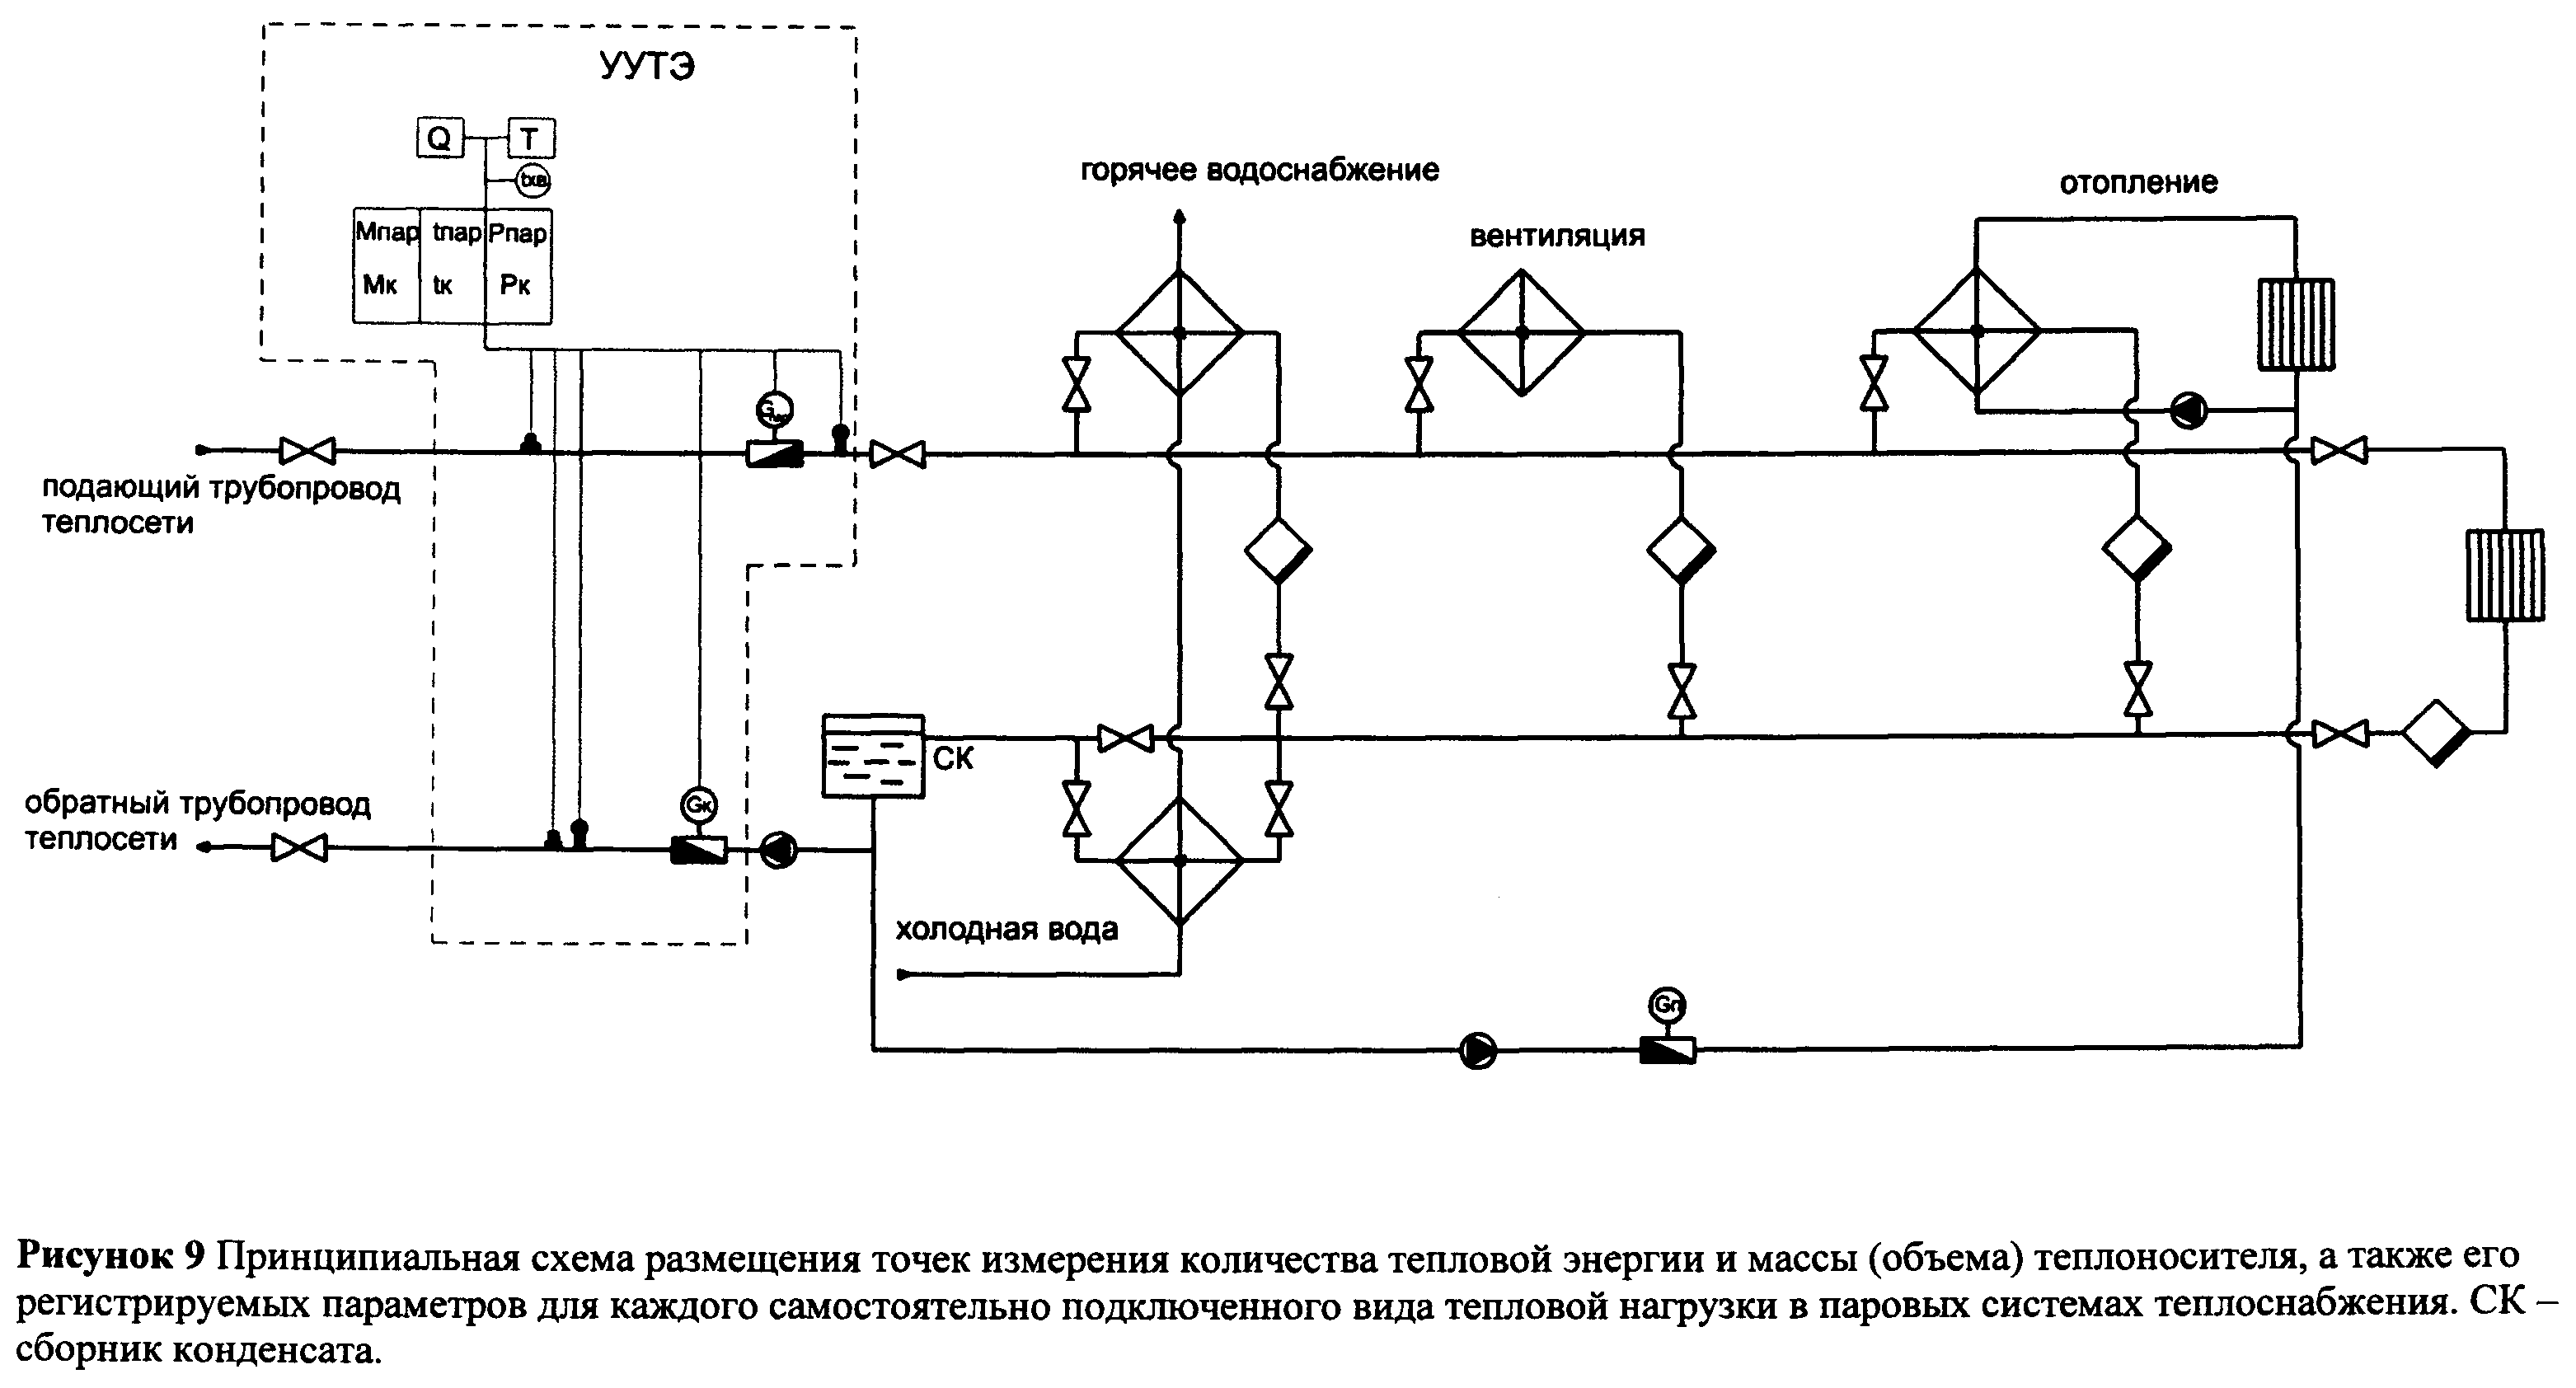 УУТЭ
Q
T
tхв
Мпар tпар Рпар
Мк tк Рк
горячее водоснабжение
отопление
вентиляция
подающий трубопровод
теплосети
СК
Gк
обратный трубопровод
теплосети
холодная вода
Gп
Рисунок 9 Принципиальная схема размещения точек измерения количества тепловой энергии и массы (объема) теплоносителя, а также его
регистрируемых параметров для каждого самостоятельно подключенного вида тепловой нагрузки в паровых системах теплоснабжения. СК –
сборник конденсата.